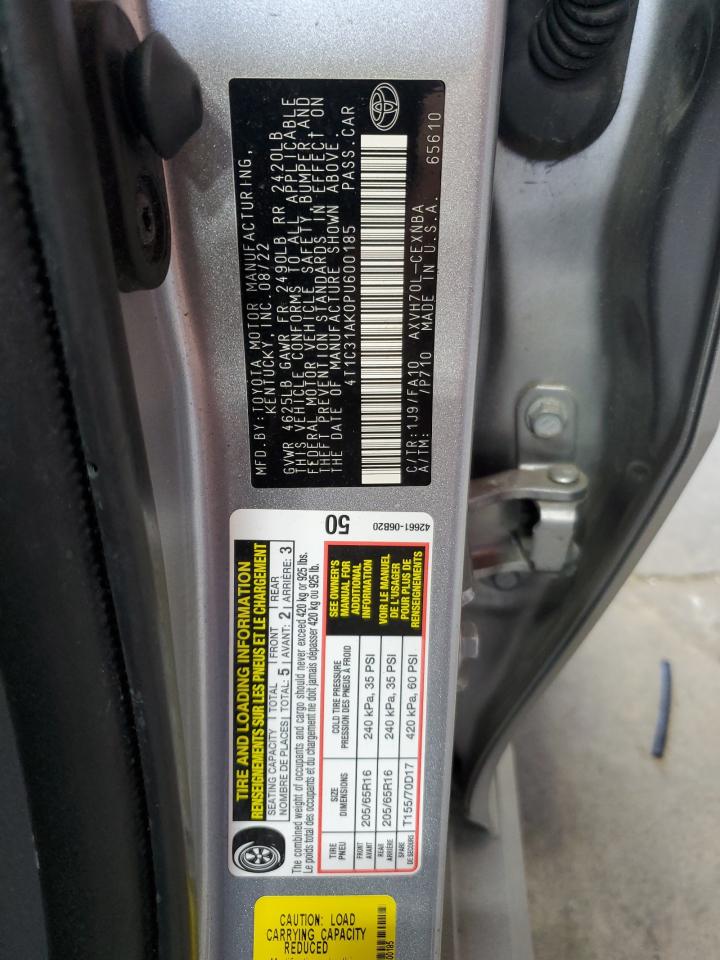 MFD.BY:TOYOTA MOTOR MANUFACTURING,
KENTUCKY, INC. 08/22
GVWR 4625LB GAWR FR 2490LB RR 2420LB
THIS VEHICLE CONFORMS TO ALL APPLICABLE
FEDERAL MOTOR VEHICLE SAFETY, BUMPER, AND
THEFT PREVENTION STANDARDS IN EFFECT ON
THE DATE OF MANUFACTURE SHOWN ABOVE.
4T1C31AK0PU600185 PASS.CAR
C/TR:1J9/FA10 AXVH70L-CEXNBA
A/TM: /P710 MADE IN U.S.A. 65610
TIRE AND LOADING INFORMATION
RENSEIGNEMENTS SUR LES PNEUS ET LE CHARGEMENT
SEATING CAPACITY | TOTAL: 5 | FRONT AVANT: 2 | REAR ARRIÈRE: 3
NOMBRE DE PLACES
The combined weight of occupants and cargo should never exceed 420 kg or 925 lbs.
Le poids total des occupants et du chargement ne doit jamais dépasser 420 kg ou 925 lb.
TIRE PNEU | SIZE DIMENSIONS | COLD TIRE PRESSURE PRESSION DES PNEUS À FROID
FRONT AVANT | 205/65R16 | 240 kPa, 35 PSI
REAR ARRIÈRE | 205/65R16 | 240 kPa, 35 PSI
SPARE DE SECOURS | T155/70D17 | 420 kPa, 60 PSI
SEE OWNER'S
MANUAL FOR
ADDITIONAL
INFORMATION
VOIR LE MANUEL
DE L'USAGER
POUR PLUS DE
RENSEIGNEMENTS
50
42661-06B20
CAUTION: LOAD
CARRYING CAPACITY
REDUCED
00185